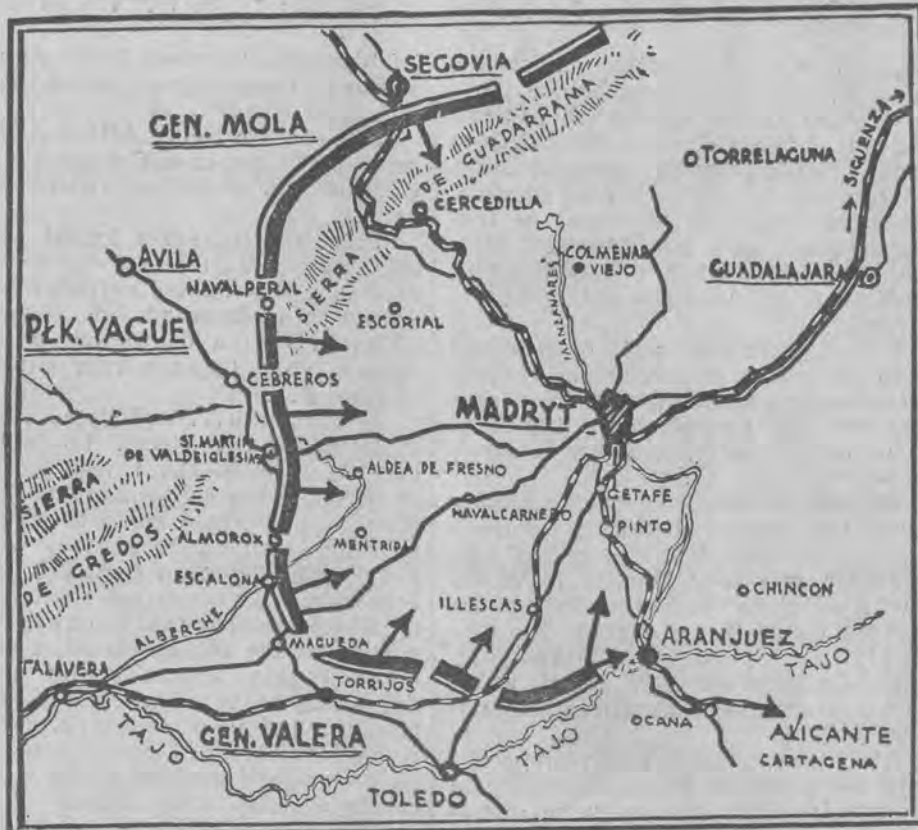 SEGOVIA
GEN. MOLA
SIERRA
DE GUADARRAMA
TORRELAGUNA
SIGUENZA
CERCEDILLA
COLMENAR
VIEJO
MANZANARES
GUADALAJARA
AVILA
NAVALPERAL
ESCORIAL
PŁK. YAGUE
CEBREROS
MADRYT
ST. MARTIN
DE VALDEIGLESIAS
ALDEA DE FRESNO
NAVALCARNERO
GETAFE
PINTO
SIERRA
DE GREDOS
ALMOROX
MENTRIDA
ESCALONA
ALBERCHE
ILLESCAS
CHINCON
MAGUEDA
ARANJUEZ
TAJO
TALAVERA
TORRIJOS
TAJO
GEN. VALERA
TAJO
OCANA
ALICANTE
CARTAGENA
TOLEDO